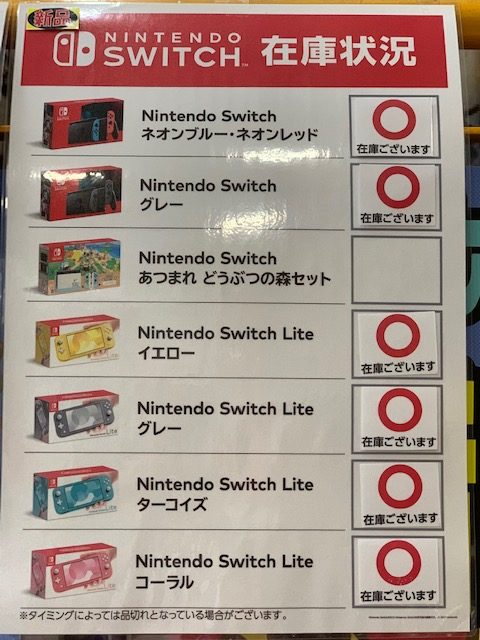 新品
NINTENDO
SWITCH™ 在庫状況
Nintendo Switch
ネオンブルー・ネオンレッド
在庫ございます
Nintendo Switch
グレー
在庫ございます
Nintendo Switch
あつまれ どうぶつの森セット
Nintendo Switch Lite
イエロー
在庫ございます
Nintendo Switch Lite
グレー
在庫ございます
Nintendo Switch Lite
ターコイズ
在庫ございます
Nintendo Switch Lite
コーラル
在庫ございます
※タイミングによっては品切れとなっている場合がございます。